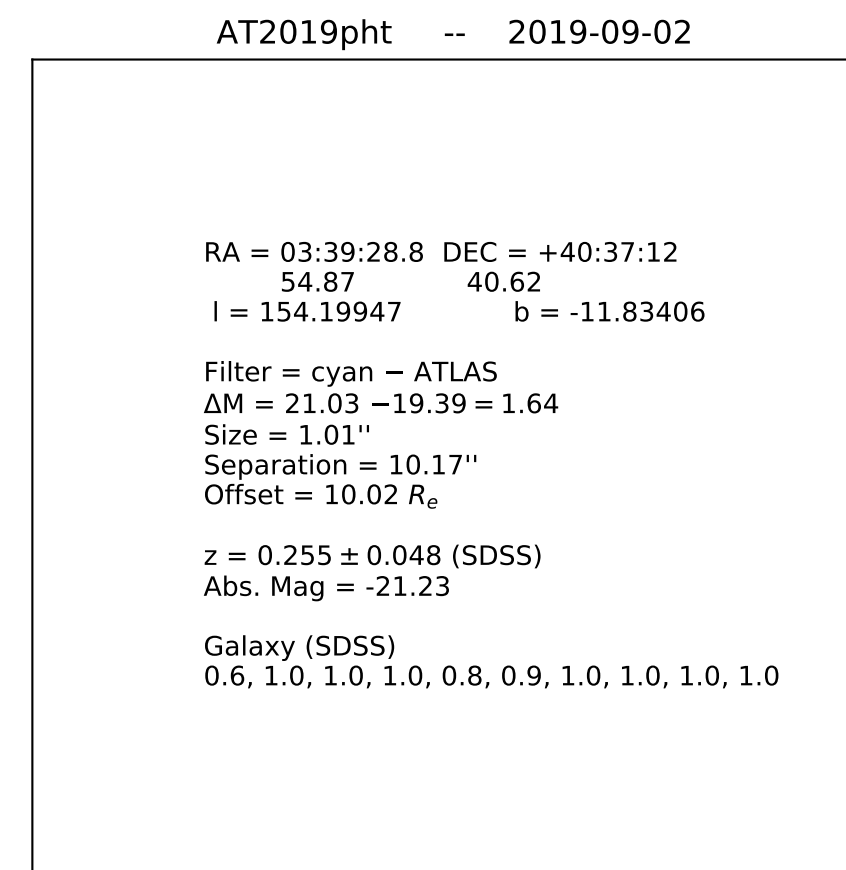 AT2019pht -- 2019-09-02
RA = 03:39:28.8 DEC = +40:37:12
54.87 40.62
l = 154.19947 b = -11.83406
Filter = cyan − ATLAS
ΔM = 21.03 −19.39 = 1.64
Size = 1.01''
Separation = 10.17''
Offset = 10.02 Rₑ
z = 0.255 ± 0.048 (SDSS)
Abs. Mag = -21.23
Galaxy (SDSS)
0.6, 1.0, 1.0, 1.0, 0.8, 0.9, 1.0, 1.0, 1.0, 1.0